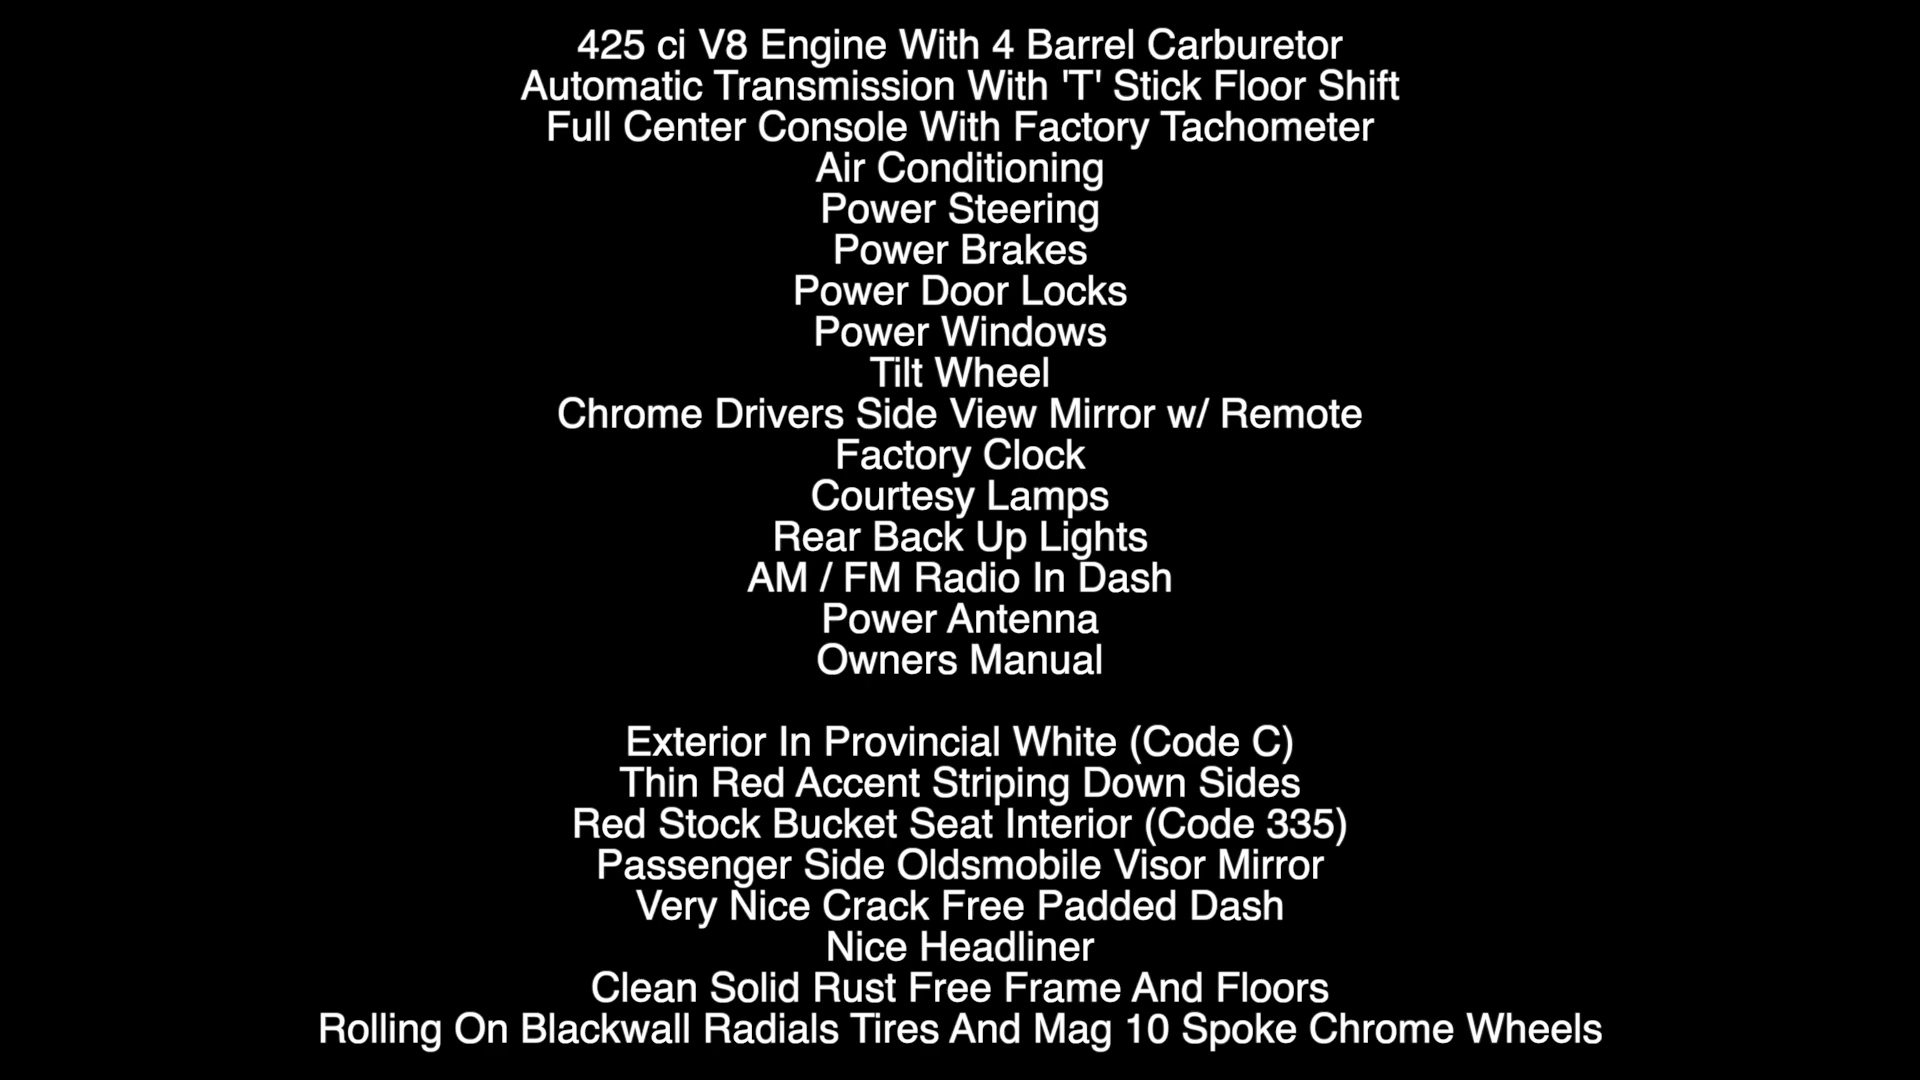 425 ci V8 Engine With 4 Barrel Carburetor
Automatic Transmission With 'T' Stick Floor Shift
Full Center Console With Factory Tachometer
Air Conditioning
Power Steering
Power Brakes
Power Door Locks
Power Windows
Tilt Wheel
Chrome Drivers Side View Mirror w/ Remote
Factory Clock
Courtesy Lamps
Rear Back Up Lights
AM / FM Radio In Dash
Power Antenna
Owners Manual
Exterior In Provincial White (Code C)
Thin Red Accent Striping Down Sides
Red Stock Bucket Seat Interior (Code 335)
Passenger Side Oldsmobile Visor Mirror
Very Nice Crack Free Padded Dash
Nice Headliner
Clean Solid Rust Free Frame And Floors
Rolling On Blackwall Radials Tires And Mag 10 Spoke Chrome Wheels